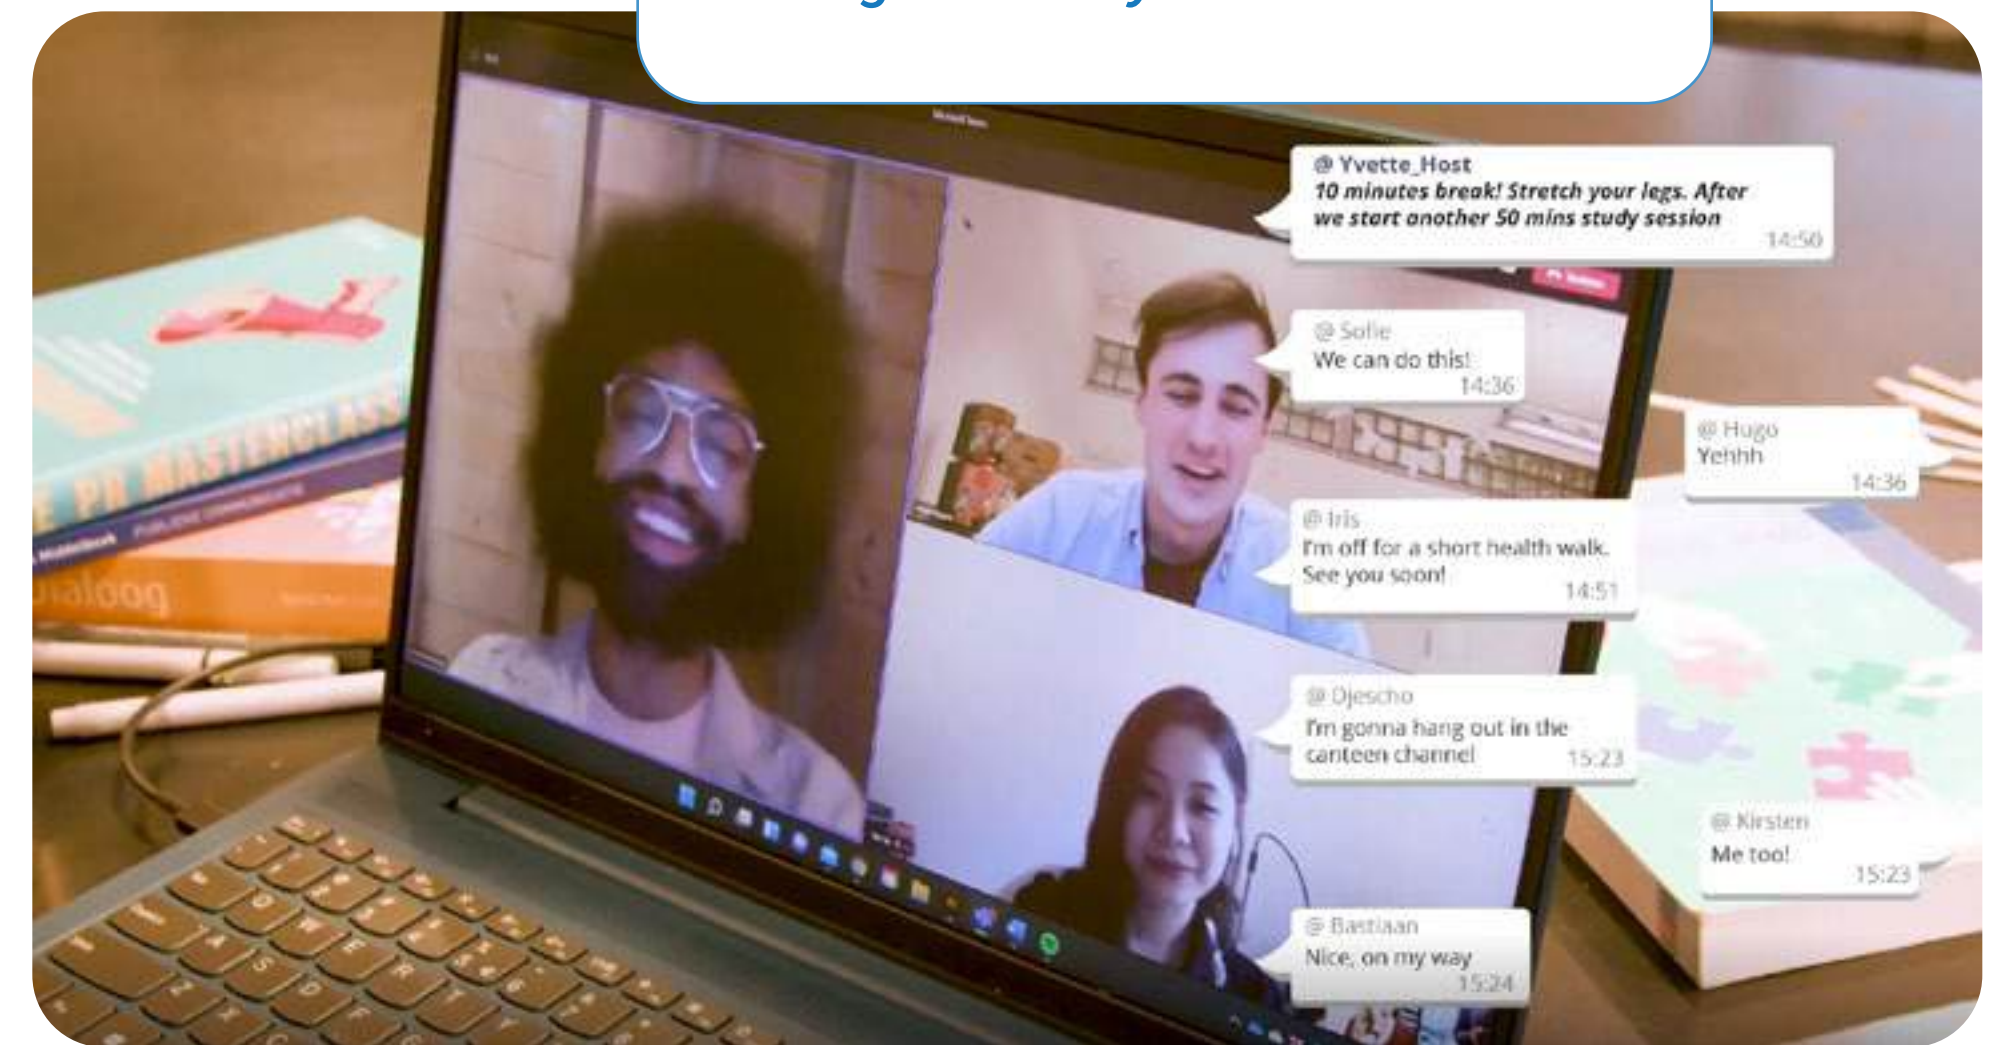 @ Yvette_Host
10 minutes break! Stretch your legs. After
we start another 50 mins study session
14:50
@ Sofie
We can do this!
14:36
@ Hugo
Yehhh
14:36
@ Iris
I'm off for a short health walk.
See you soon!
14:51
@ Djescho
I'm gonna hang out in the
canteen channel
15:23
@ Kirsten
Me too!
15:23
@ Bastiaan
Nice, on my way
15:24
E PA MASTERCLASS
Middelbeek
ialoog